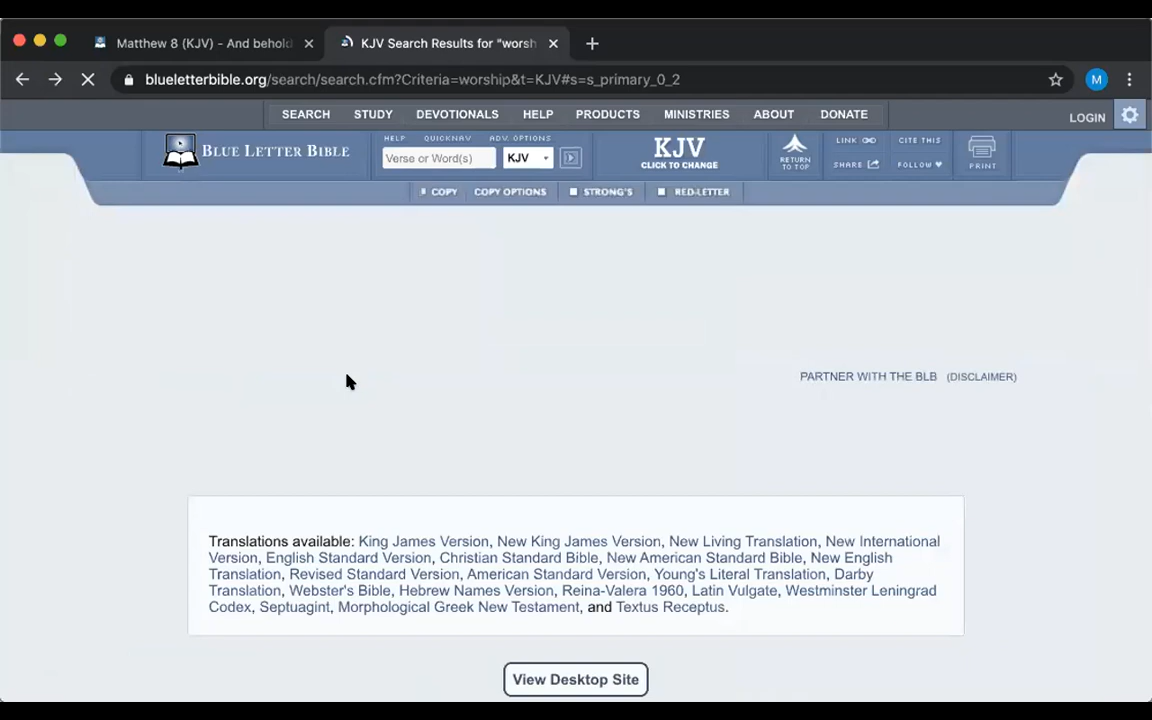 Matthew 8 (KJV) - And behold
KJV Search Results for "worsh
blueletterbible.org/search/search.cfm?Criteria=worship&t=KJV#s=s_primary_0_2
M
SEARCH STUDY DEVOTIONALS HELP PRODUCTS MINISTRIES ABOUT DONATE
LOGIN
BLUE LETTER BIBLE
HELP QUICKNAV ADV. OPTIONS
Verse or Word(s) KJV
KJV
CLICK TO CHANGE
RETURN
TO TOP
LINK CITE THIS
SHARE FOLLOW
PRINT
COPY COPY OPTIONS STRONG'S RED-LETTER
PARTNER WITH THE BLB (DISCLAIMER)
Translations available: King James Version, New King James Version, New Living Translation, New International
Version, English Standard Version, Christian Standard Bible, New American Standard Bible, New English
Translation, Revised Standard Version, American Standard Version, Young's Literal Translation, Darby
Translation, Webster's Bible, Hebrew Names Version, Reina-Valera 1960, Latin Vulgate, Westminster Leningrad
Codex, Septuagint, Morphological Greek New Testament, and Textus Receptus.
View Desktop Site